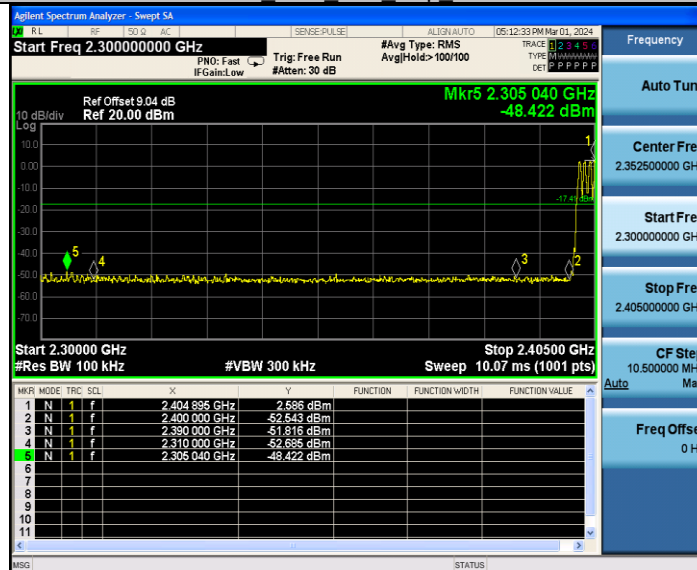 Agilent Spectrum Analyzer - Swept SA
RL RF 50 Ω AC SENSE:PULSE ALIGN AUTO 05:12:33 PM Mar 01, 2024
Start Freq 2.300000000 GHz
PNO: Fast
IFGain:Low
Trig: Free Run
#Atten: 30 dB
#Avg Type: RMS
Avg|Hold:>100/100
TRACE 1 2 3 4 5 6
TYPE M
DET P P P P P P
Mkr5 2.305 040 GHz
-48.422 dBm
Ref Offset 9.04 dB
10 dB/div Ref 20.00 dBm
Log
10.0
0.00
-10.0
-20.0
-30.0
-40.0
-50.0
-60.0
-70.0
1
5
4
3
2
Start 2.30000 GHz Stop 2.40500 GHz
#Res BW 100 kHz #VBW 300 kHz Sweep 10.07 ms (1001 pts)
MKR MODE TRC SCL X Y FUNCTION FUNCTION WIDTH FUNCTION VALUE
1 N 1 f 2.404 895 GHz 2.586 dBm
2 N 1 f 2.400 000 GHz -52.543 dBm
3 N 1 f 2.390 000 GHz -51.816 dBm
4 N 1 f 2.310 000 GHz -52.685 dBm
5 N 1 f 2.305 040 GHz -48.422 dBm
6
7
8
9
10
11
MSG STATUS
Frequency
Auto Tun
Center Fre
2.352500000 GH
Start Fre
2.300000000 GH
Stop Fre
2.405000000 GH
CF Ste
10.500000 MH
Auto Ma
Freq Offse
0 H